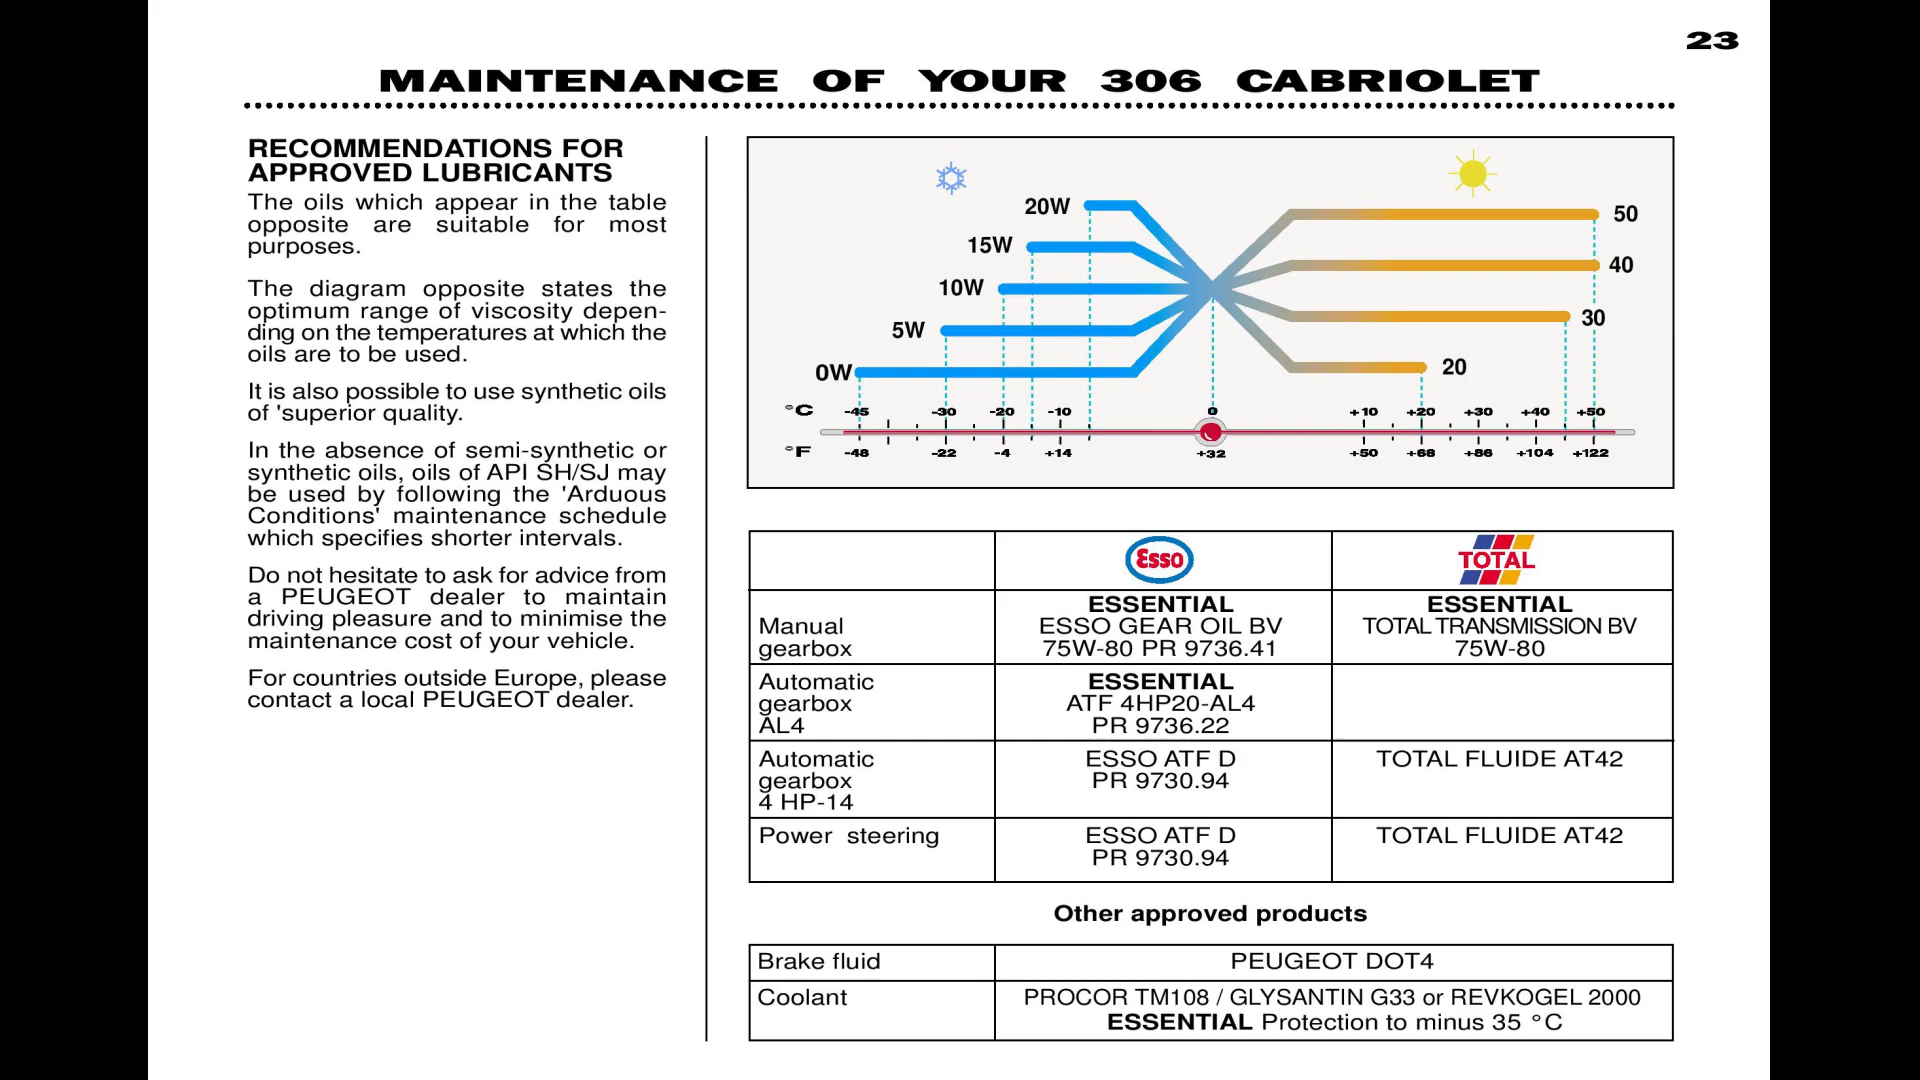 23
MAINTENANCE OF YOUR 306 CABRIOLET
RECOMMENDATIONS FOR
APPROVED LUBRICANTS
The oils which appear in the table
opposite are suitable for most
purposes.
The diagram opposite states the
optimum range of viscosity depen-
ding on the temperatures at which the
oils are to be used.
It is also possible to use synthetic oils
of 'superior quality.
In the absence of semi-synthetic or
synthetic oils, oils of API SH/SJ may
be used by following the 'Arduous
Conditions' maintenance schedule
which specifies shorter intervals.
Do not hesitate to ask for advice from
a PEUGEOT dealer to maintain
driving pleasure and to minimise the
maintenance cost of your vehicle.
For countries outside Europe, please
contact a local PEUGEOT dealer.
20W
15W
10W
5W
0W
50
40
30
20
°C -45 -30 -20 -10 0 +10 +20 +30 +40 +50
°F -48 -22 -4 +14 +32 +50 +68 +86 +104 +122
Esso TOTAL
ESSENTIAL ESSENTIAL
Manual ESSO GEAR OIL BV TOTAL TRANSMISSION BV
gearbox 75W-80 PR 9736.41 75W-80
Automatic ESSENTIAL
gearbox ATF 4HP20-AL4
AL4 PR 9736.22
Automatic ESSO ATF D TOTAL FLUIDE AT42
gearbox PR 9730.94
4 HP-14
Power steering ESSO ATF D TOTAL FLUIDE AT42
PR 9730.94
Other approved products
Brake fluid PEUGEOT DOT4
Coolant PROCOR TM108 / GLYSANTIN G33 or REVKOGEL 2000
ESSENTIAL Protection to minus 35 °C